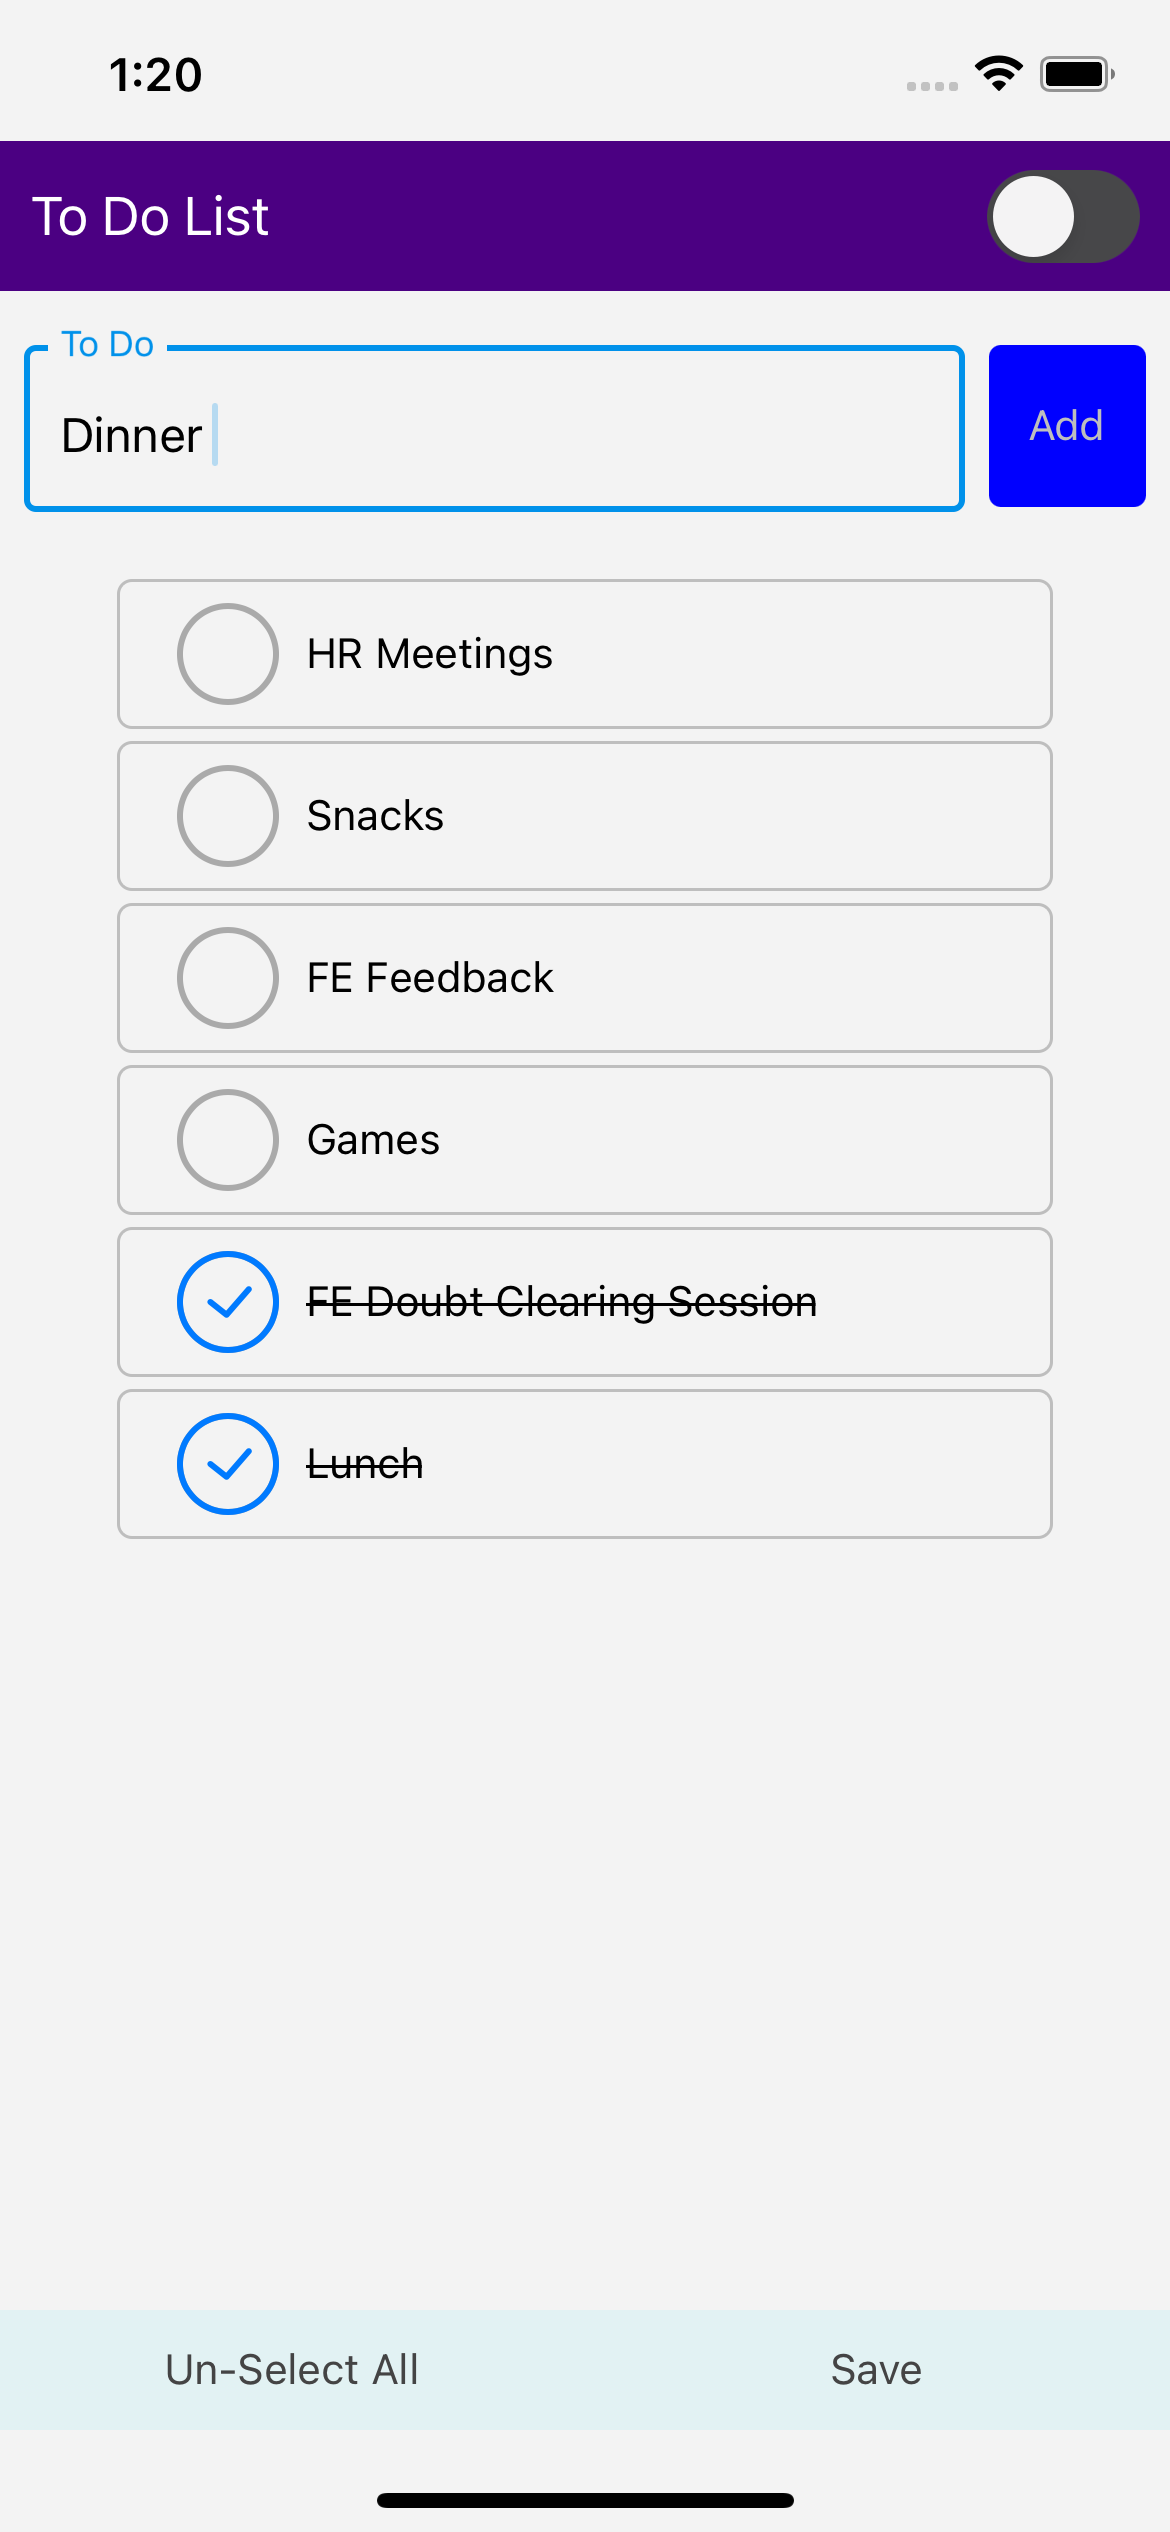 1:20
To Do List
To Do
Dinner
Add
HR Meetings
Snacks
FE Feedback
Games
FE Doubt Clearing Session
Lunch
Un-Select All
Save